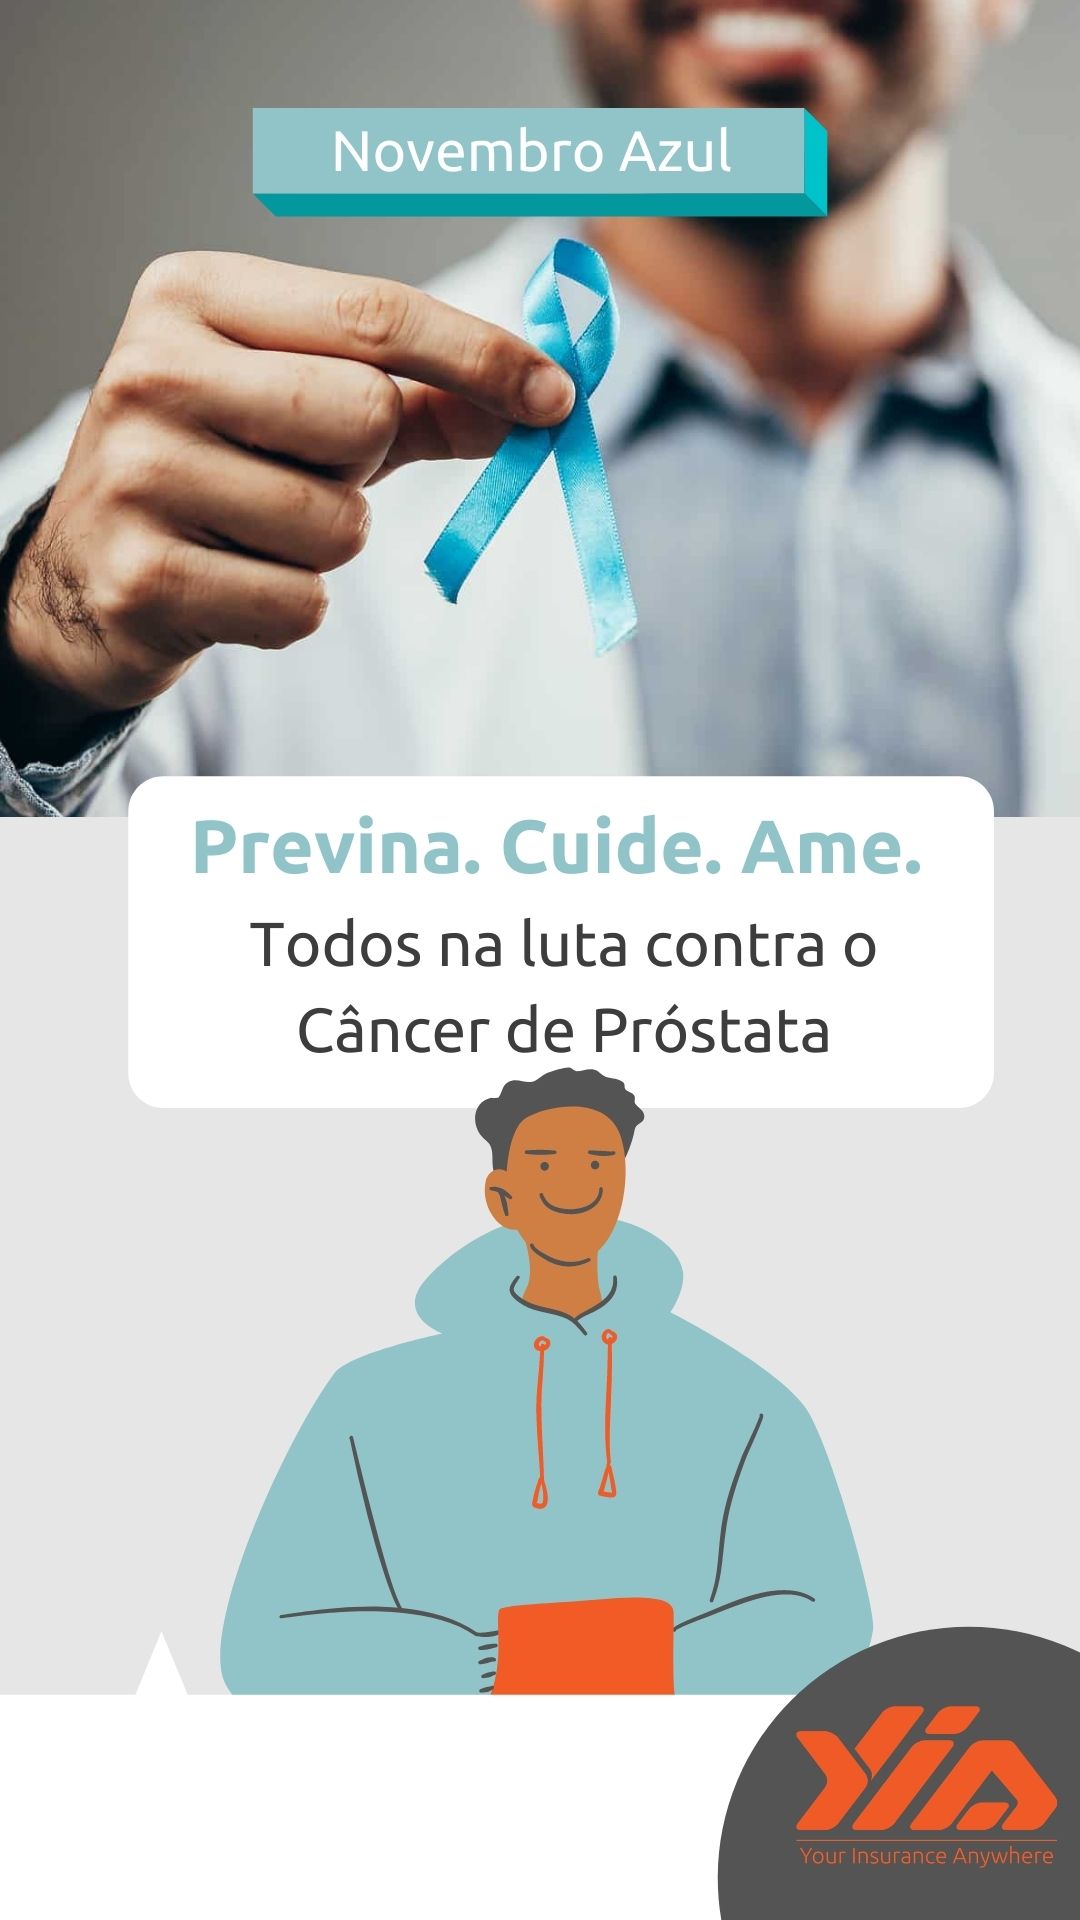 Novembro Azul
Previna. Cuide. Ame.
Todos na luta contra o
Câncer de Próstata
YIA
Your Insurance Anywhere